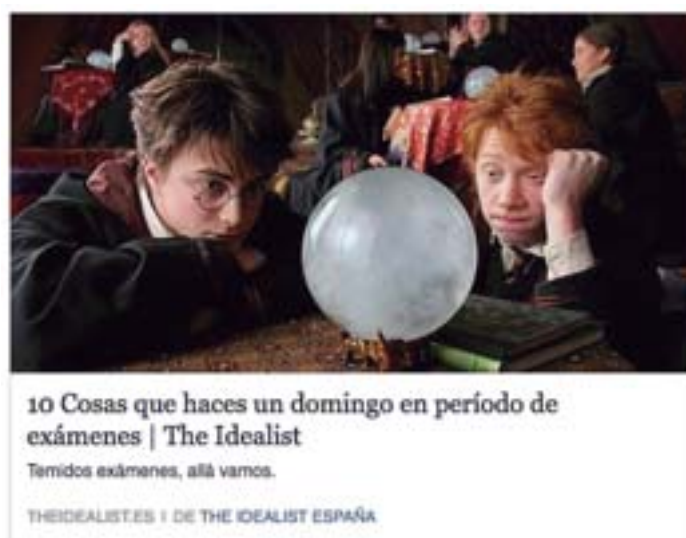 10 Cosas que haces un domingo en período de
exámenes | The Idealist
Temidos exámenes, allá vamos.
THEIDEALIST.ES | DE THE IDEALIST ESPAÑA